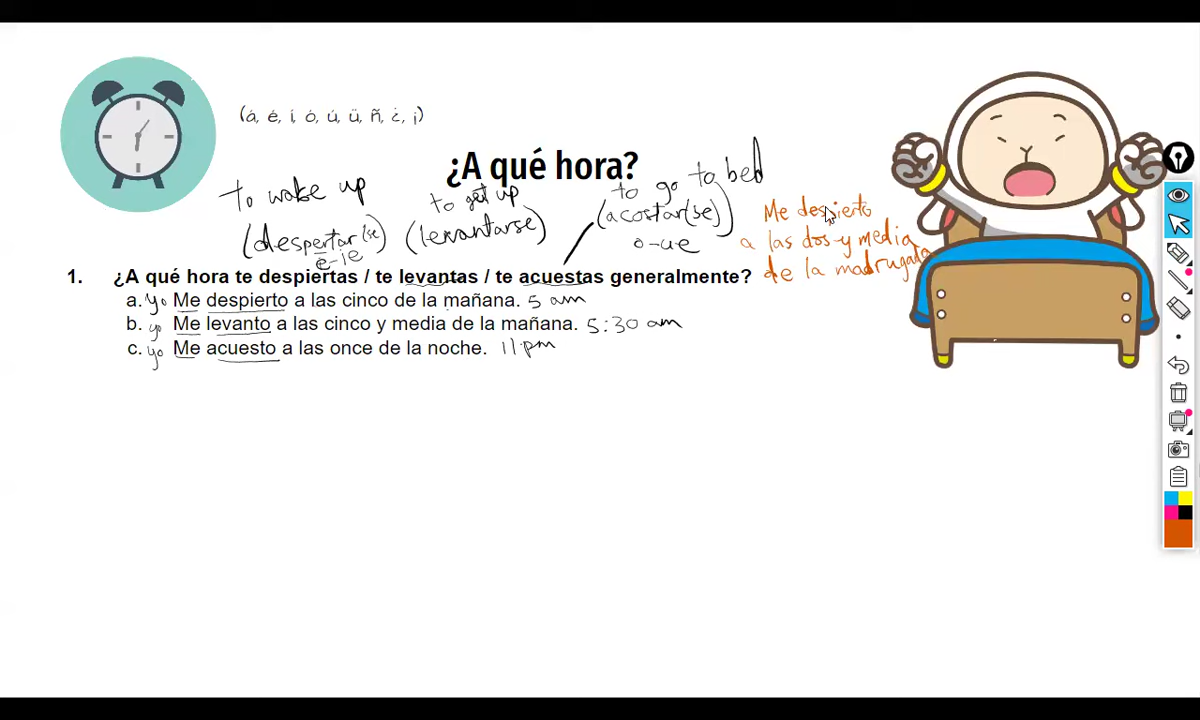 (á, é, í, ó, ú, ü, ñ, ¿, ¡)
¿A qué hora?
to wake up
(despertar(se)
e-ie
to get up
(levantarse)
to go to bed
(acostar(se))
o-ue
Me despierto
a las dos y media
de la madrugada
1. ¿A qué hora te despiertas / te levantas / te acuestas generalmente?
a. yo Me despierto a las cinco de la mañana. 5 am
b. yo Me levanto a las cinco y media de la mañana. 5:30 am
c. yo Me acuesto a las once de la noche. 11 pm